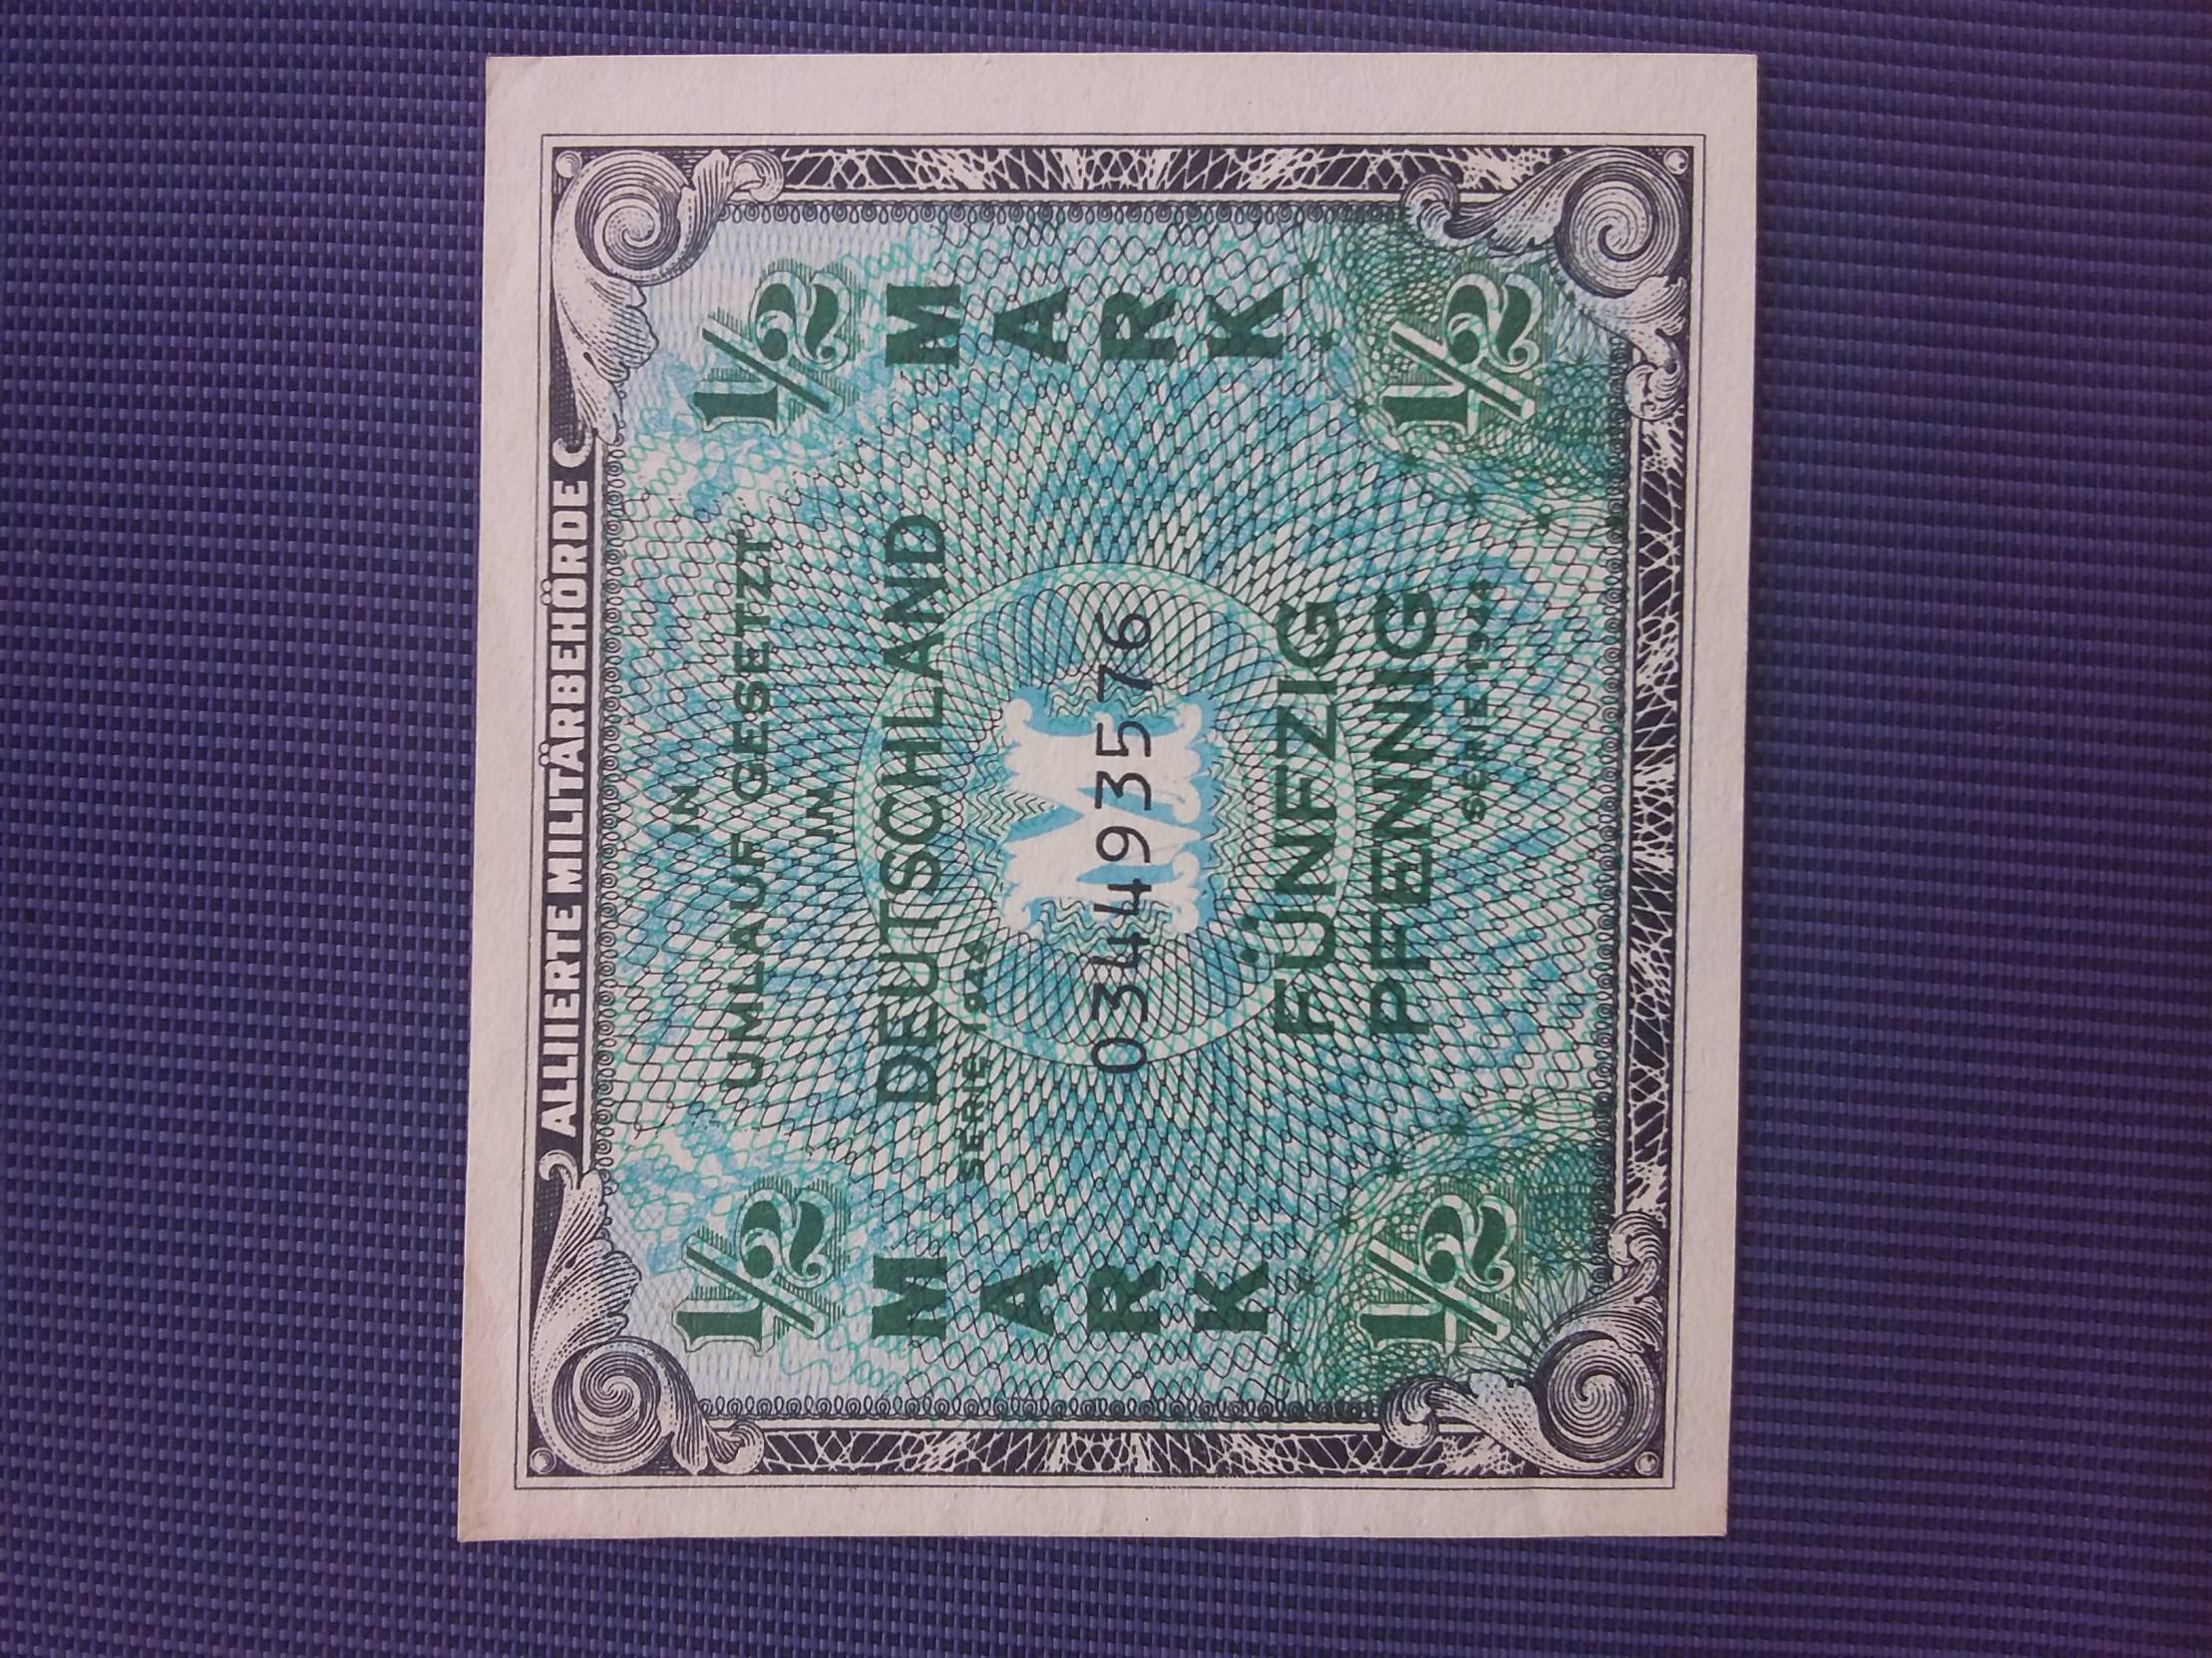 ALLIIERTE MILITÄRBEHÖRDE
1/2
IN
UMLAUF GESETZT
IN
1/2
DEUTSCHLAND
SERIE 1944
MARK
M
MARK
034493576
FÜNFZIG
PFENNIG
SERIE 1944
1/2
1/2